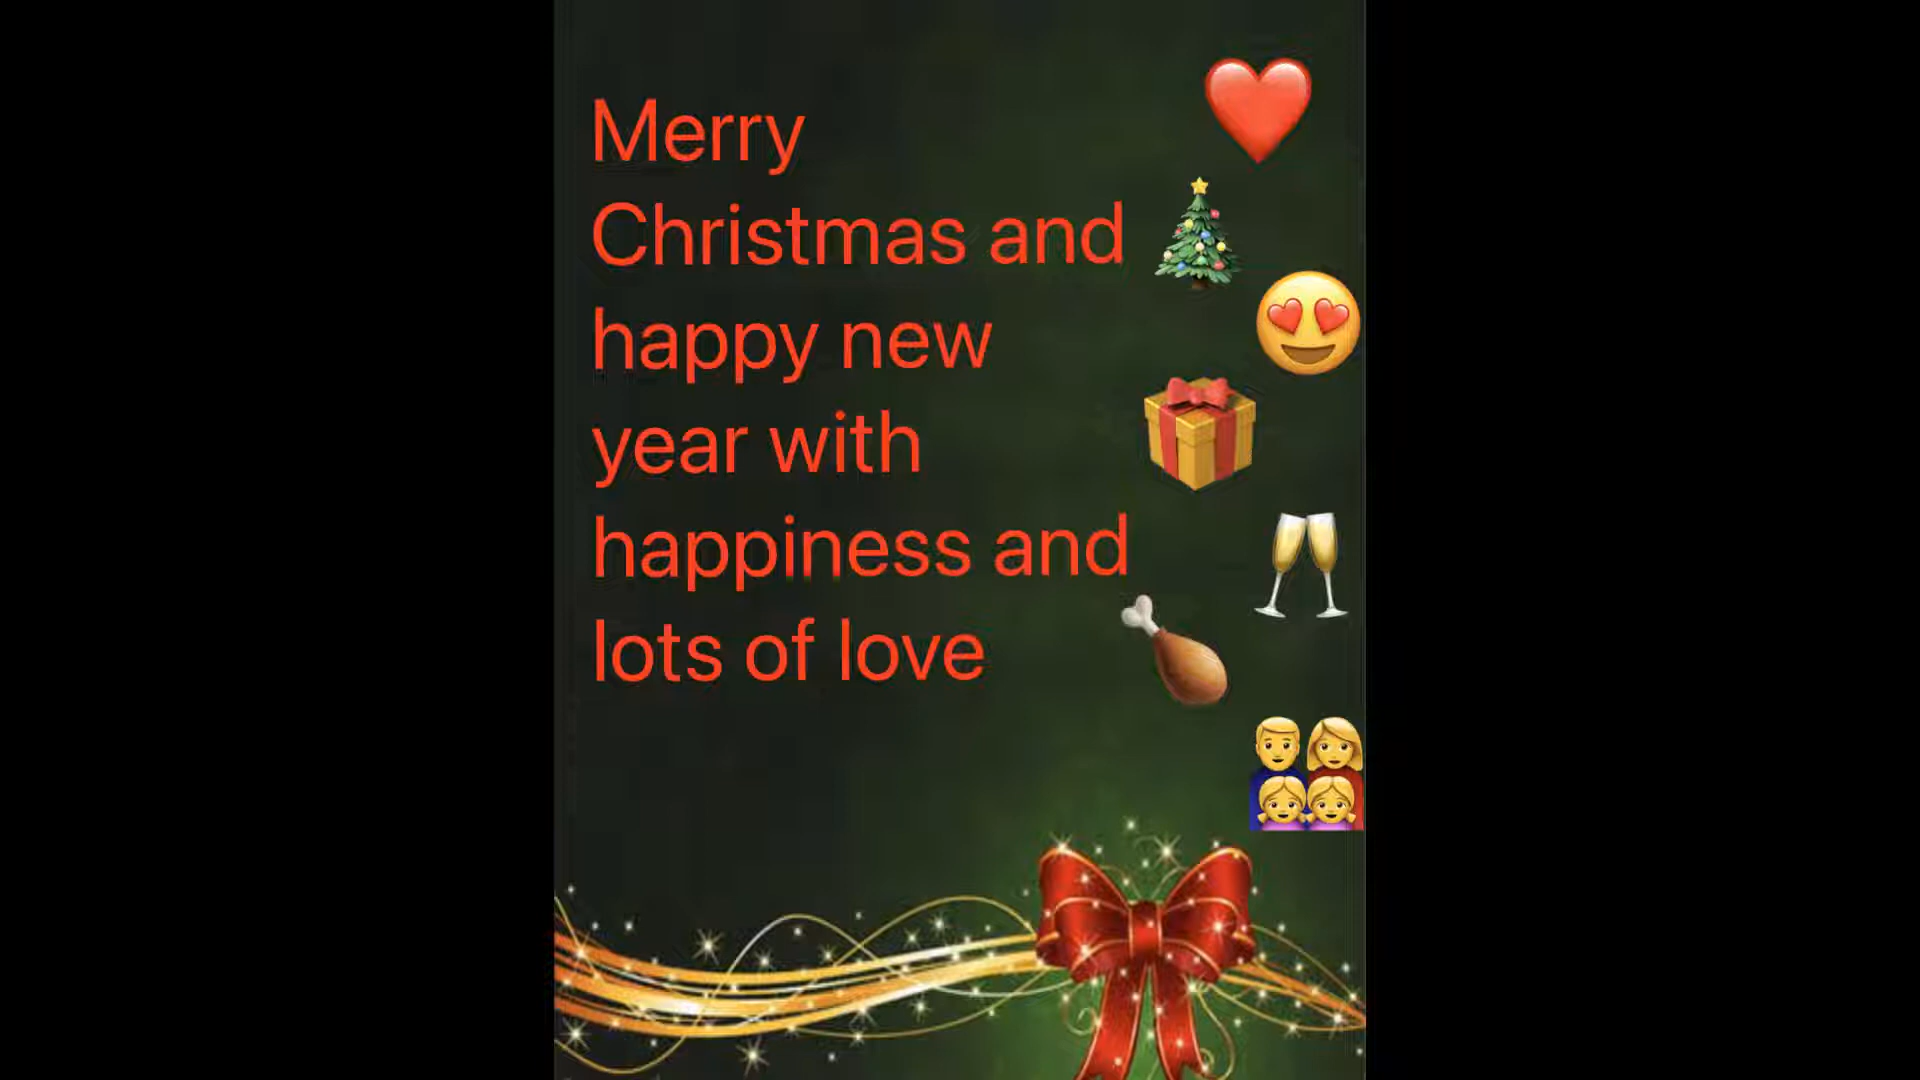 Merry
Christmas and
happy new
year with
happiness and
lots of love